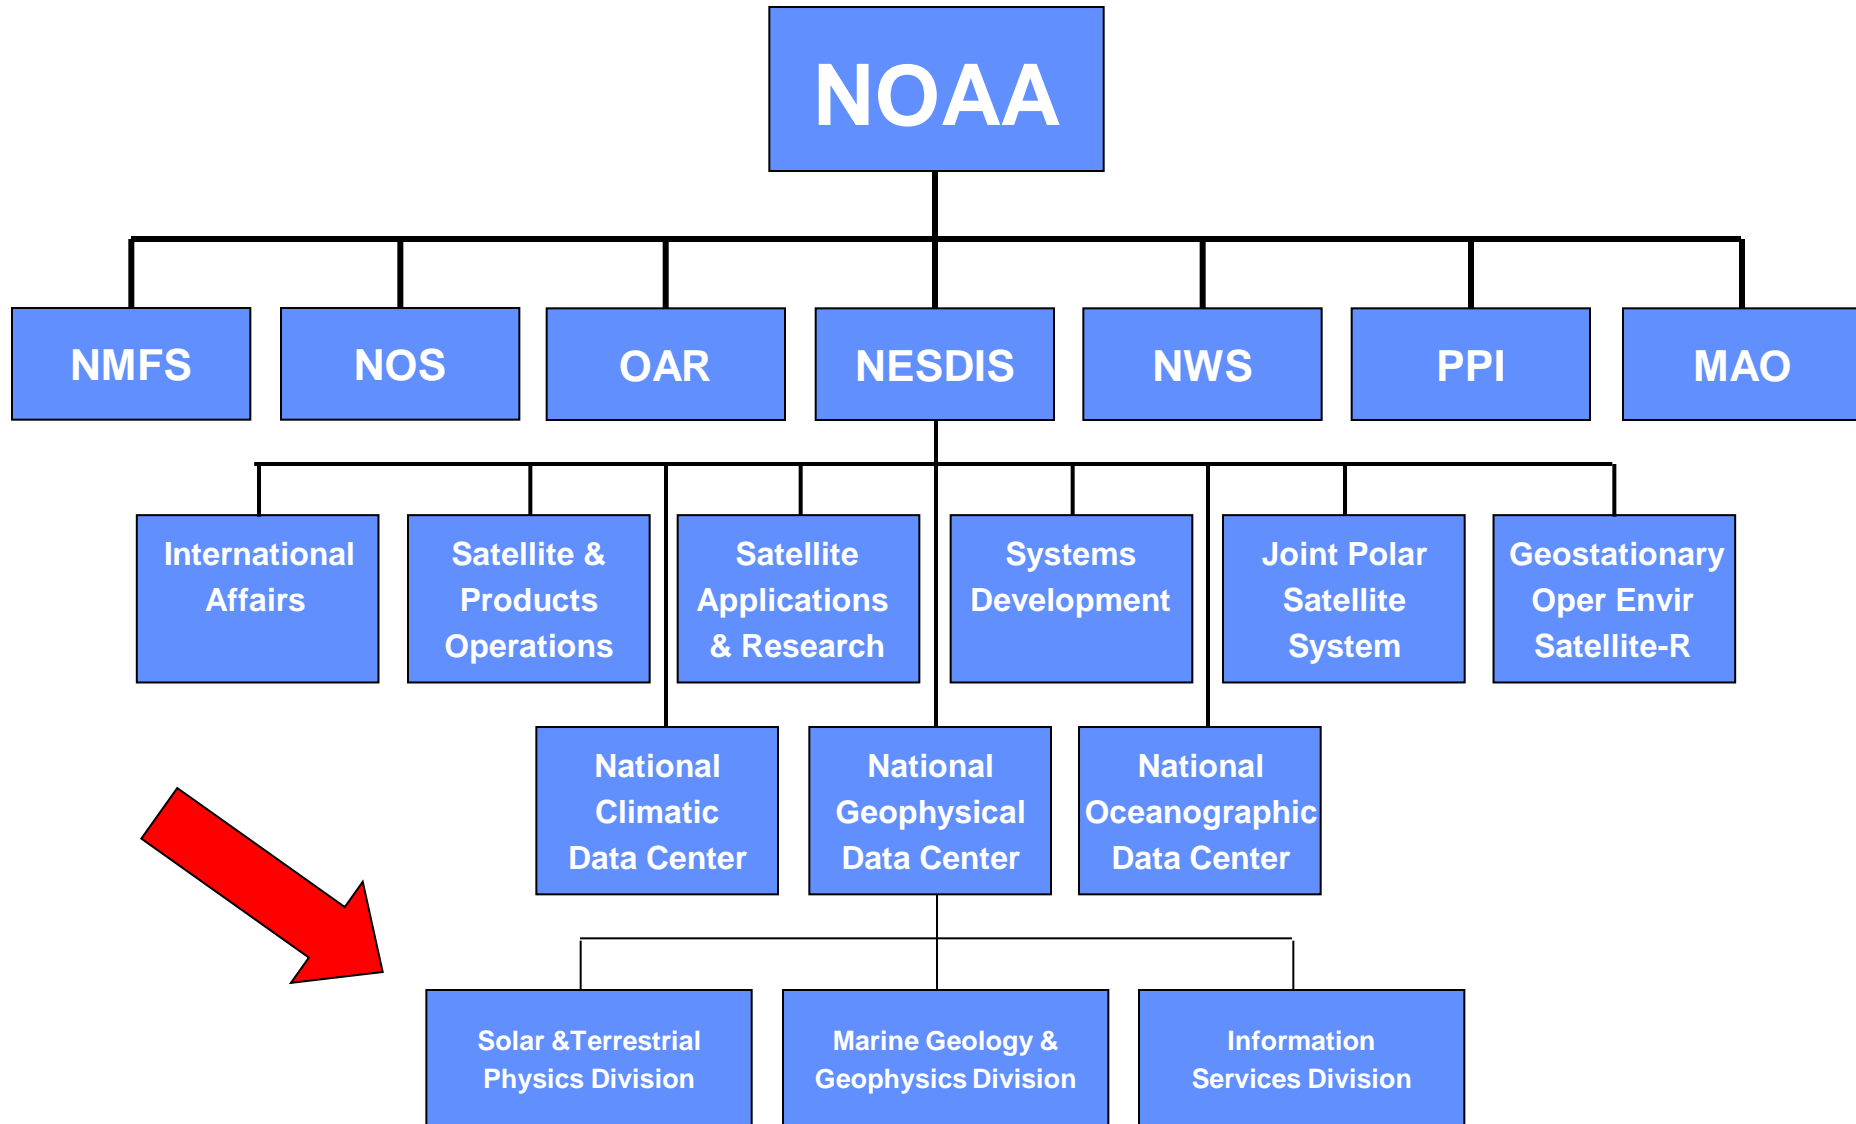 NOAA
NMFS
NOS
OAR
NESDIS
NWS
PPI
MAO
International
Affairs
Satellite &
Products
Operations
Satellite
Applications
& Research
Systems
Development
Joint Polar
Satellite
System
Geostationary
Oper Envir
Satellite-R
National
Climatic
Data Center
National
Geophysical
Data Center
National
Oceanographic
Data Center
Solar &Terrestrial
Physics Division
Marine Geology &
Geophysics Division
Information
Services Division